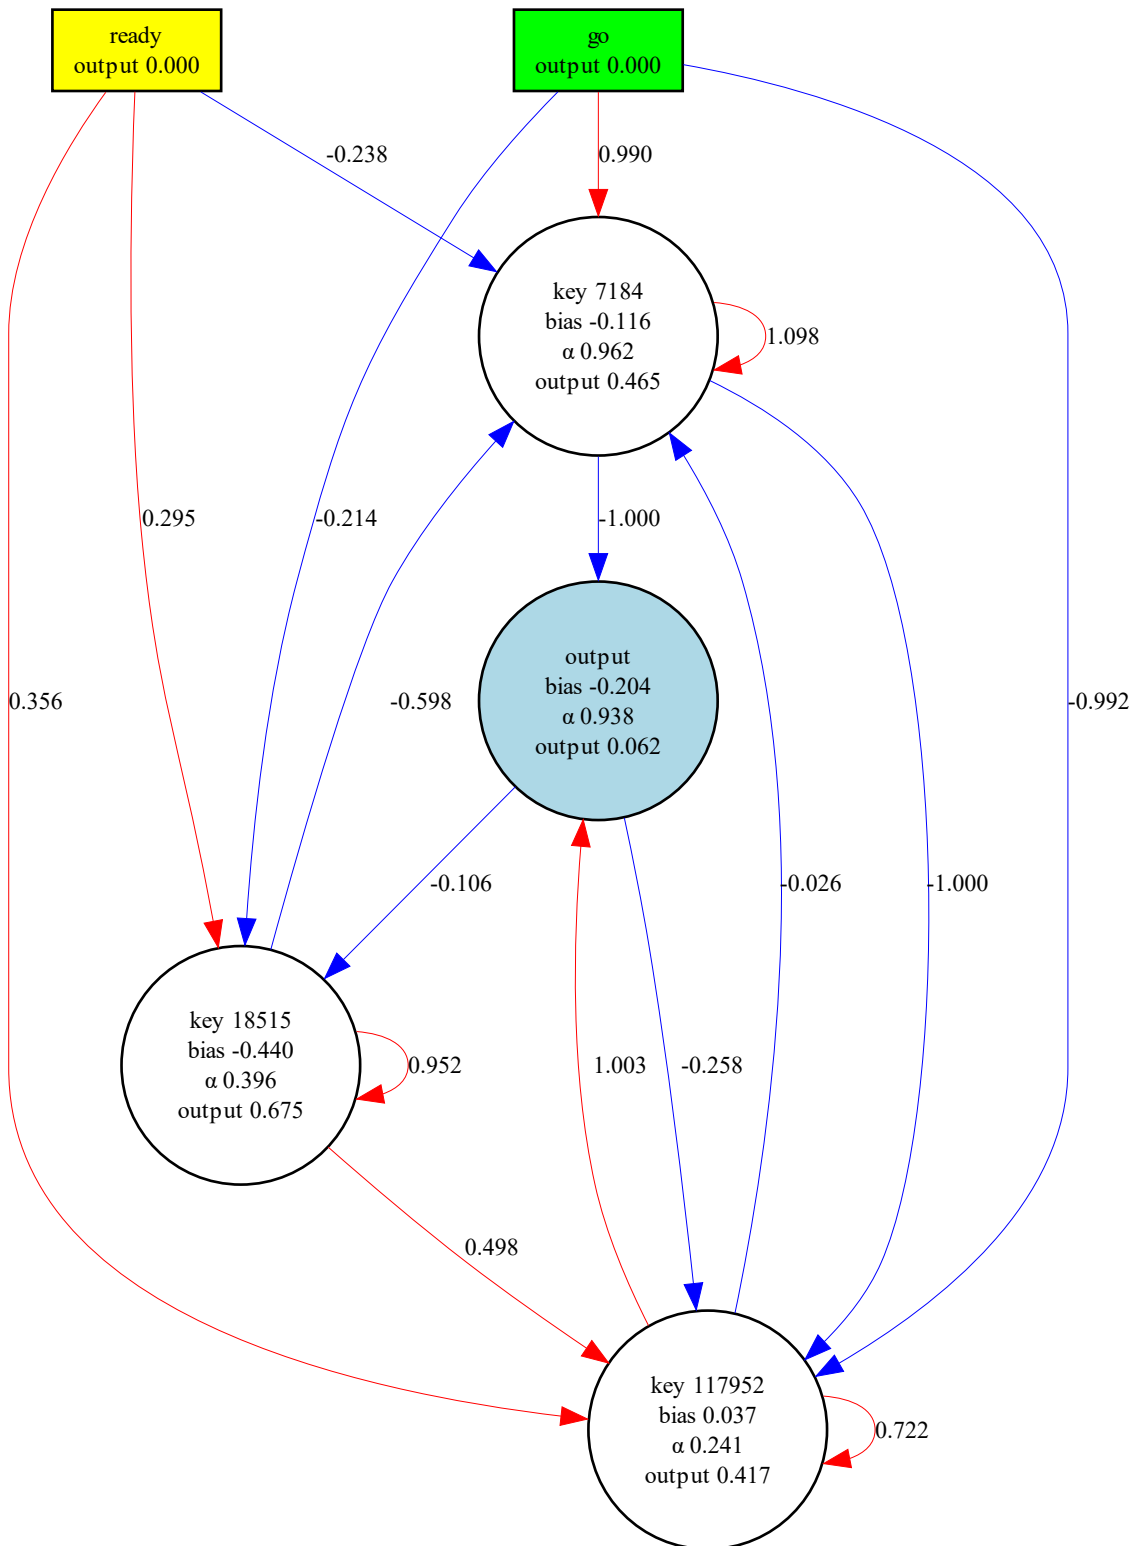 ready
output 0.000
go
output 0.000
-0.238
0.990
key 7184
bias -0.116
α 0.962
output 0.465
1.098
0.295
-0.214
-1.000
output
bias -0.204
α 0.938
output 0.062
0.356
-0.598
-0.992
-0.106
-0.026
-1.000
key 18515
bias -0.440
α 0.396
output 0.675
0.952
1.003
-0.258
0.498
key 117952
bias 0.037
α 0.241
output 0.417
0.722